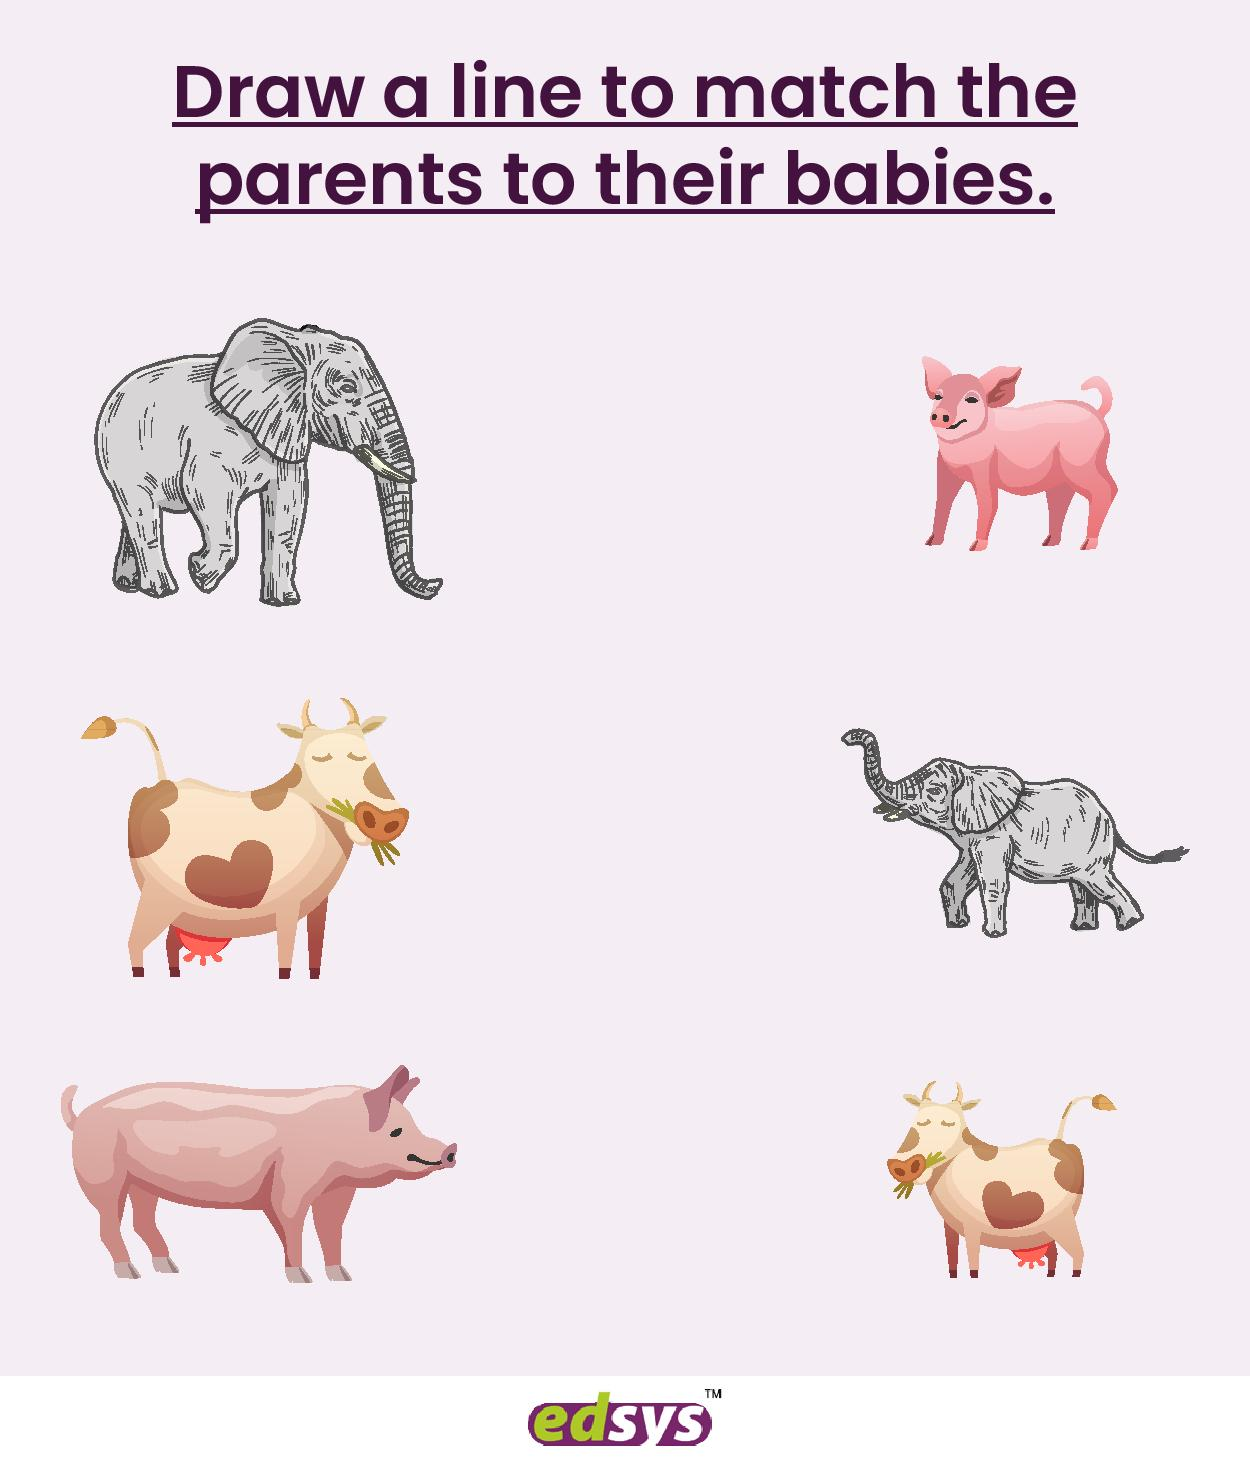 Draw a line to match the
parents to their babies.
edsys™